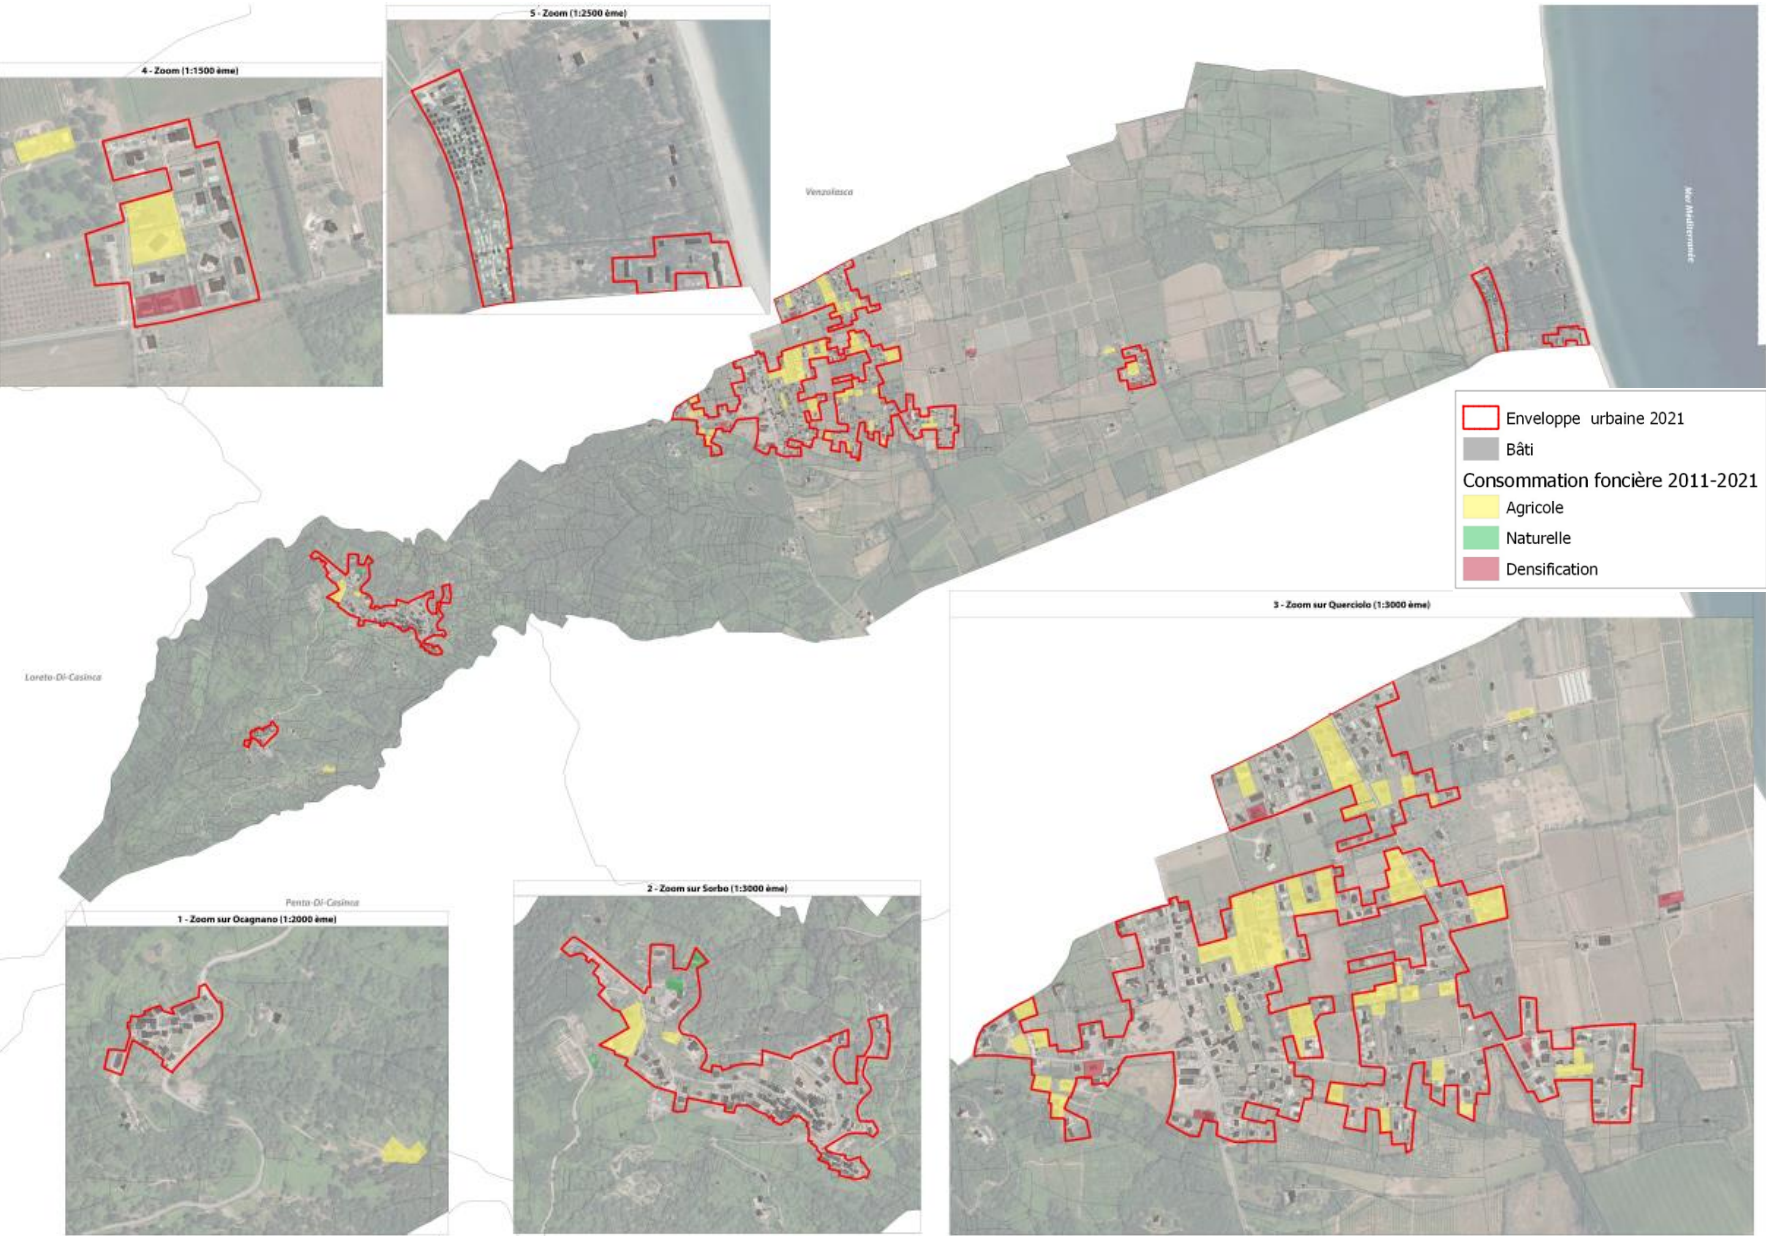 5 - Zoom (1:2500 ème)
4 - Zoom (1:1500 ème)
Venzolasca
Mer Méditerranée
Enveloppe urbaine 2021
Bâti
Consommation foncière 2011-2021
Agricole
Naturelle
Densification
3 - Zoom sur Querciolo (1:3000 ème)
Loreto-Di-Casinca
2 - Zoom sur Sorbo (1:3000 ème)
Penta-Di-Casinca
1 - Zoom sur Ocagnano (1:2000 ème)